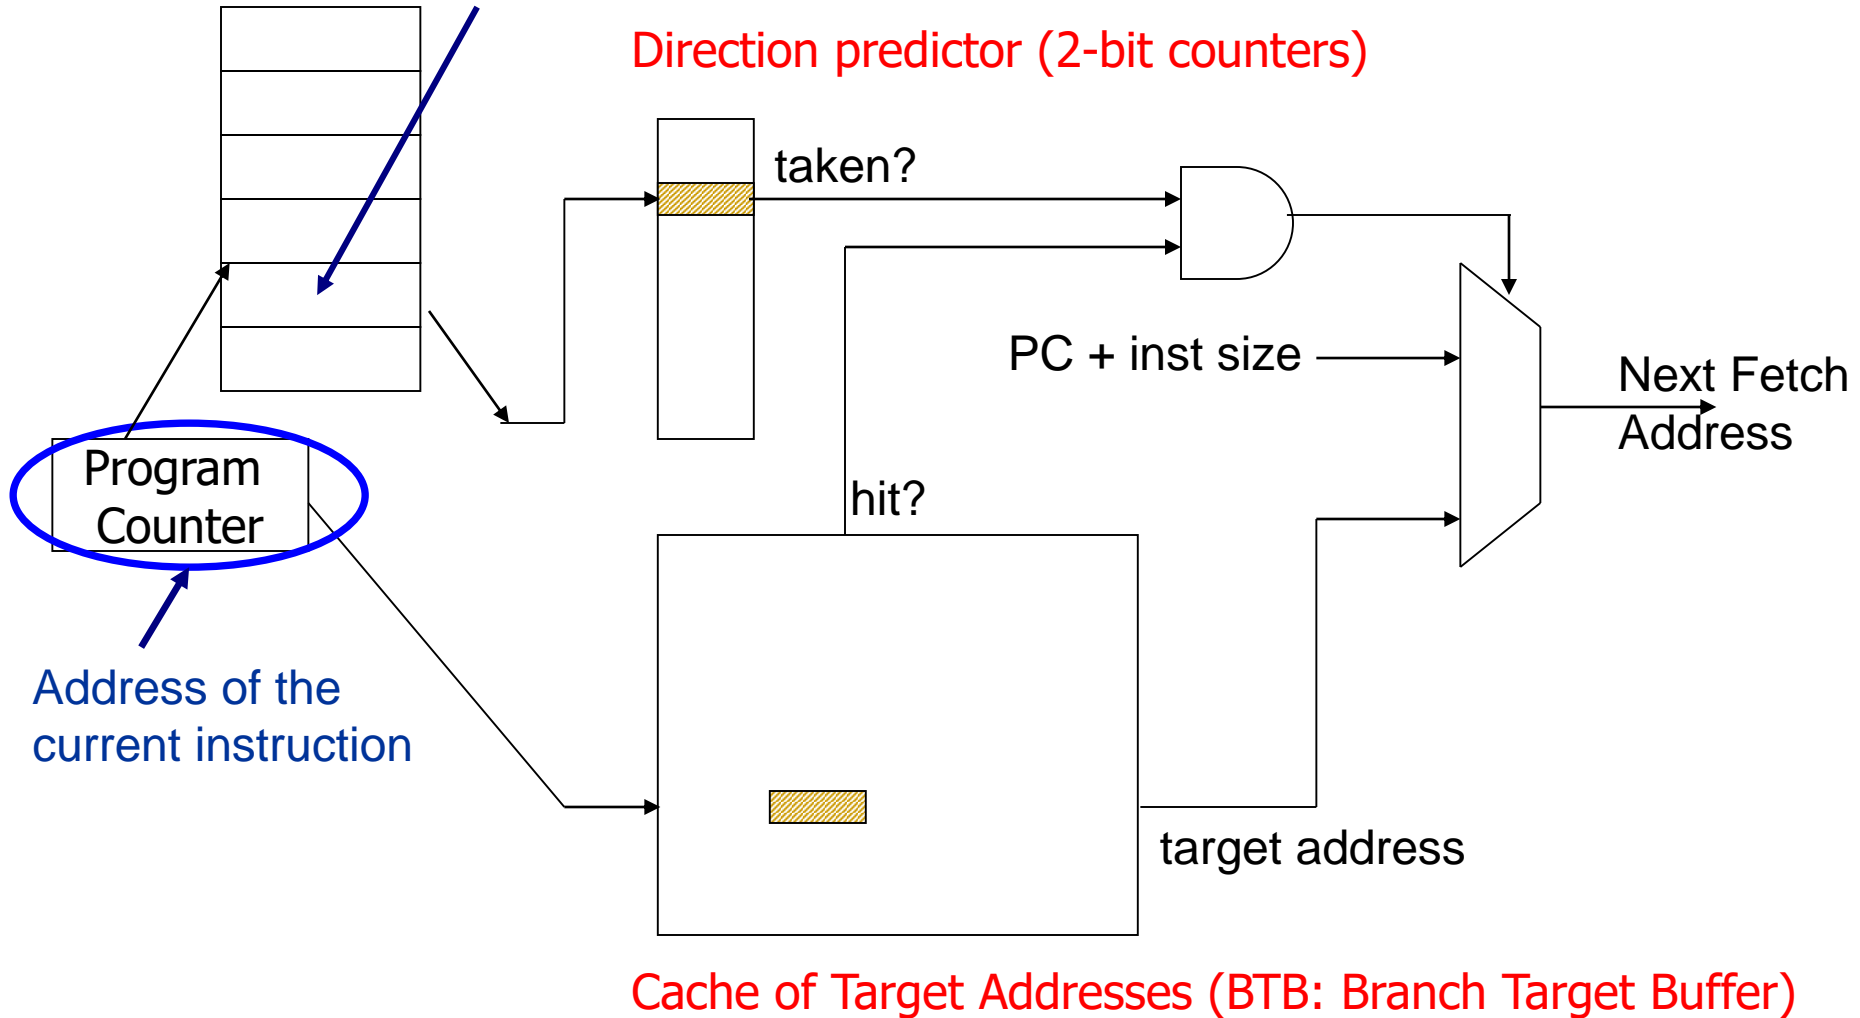 Direction predictor (2-bit counters)
taken?
PC + inst size
Next Fetch
Address
Program
Counter
hit?
Address of the
current instruction
target address
Cache of Target Addresses (BTB: Branch Target Buffer)